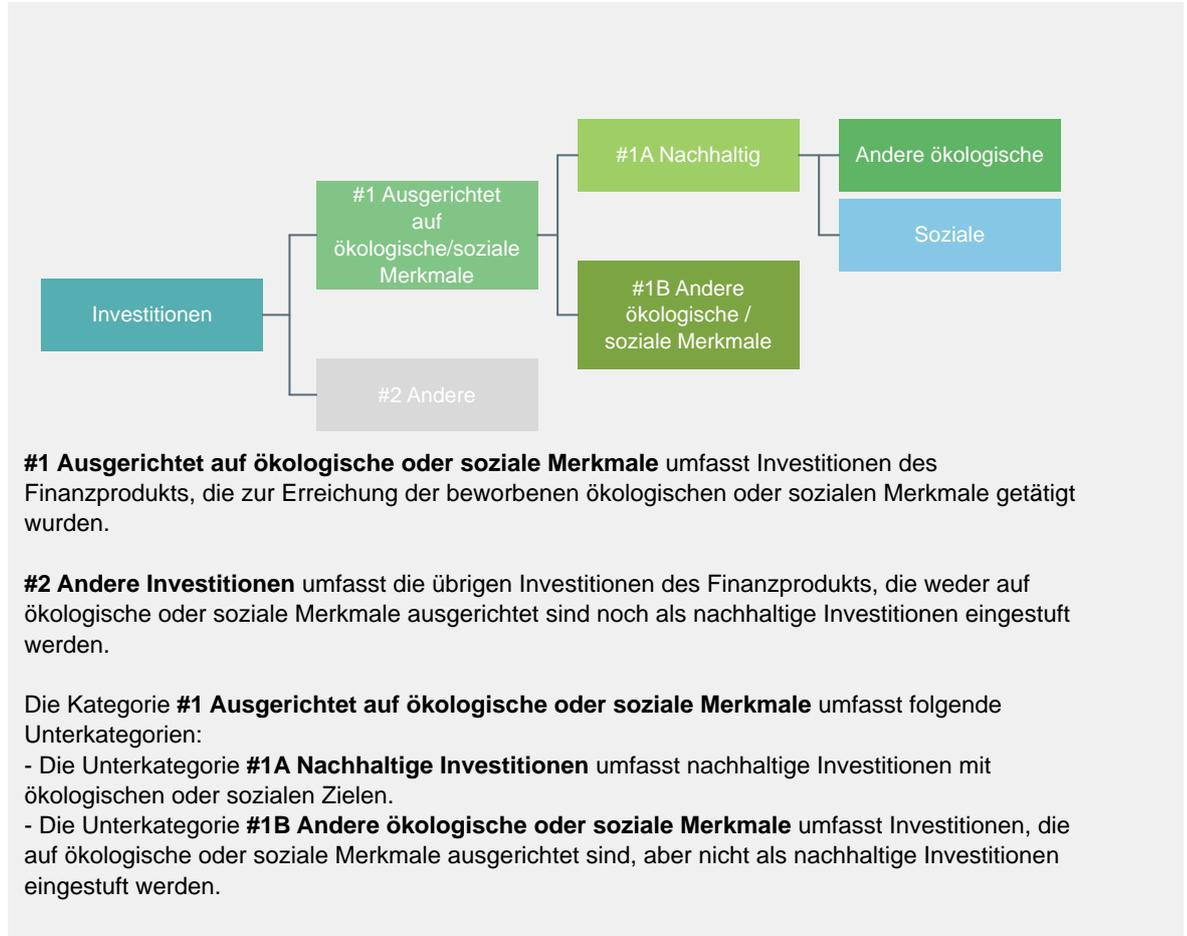 #1A Nachhaltig
Andere ökologische
#1 Ausgerichtet
auf
ökologische/soziale
Merkmale
Soziale
Investitionen
#1B Andere
ökologische /
soziale Merkmale
#2 Andere
#1 Ausgerichtet auf ökologische oder soziale Merkmale umfasst Investitionen des
Finanzprodukts, die zur Erreichung der beworbenen ökologischen oder sozialen Merkmale getätigt
wurden.
#2 Andere Investitionen umfasst die übrigen Investitionen des Finanzprodukts, die weder auf
ökologische oder soziale Merkmale ausgerichtet sind noch als nachhaltige Investitionen eingestuft
werden.
Die Kategorie #1 Ausgerichtet auf ökologische oder soziale Merkmale umfasst folgende
Unterkategorien:
- Die Unterkategorie #1A Nachhaltige Investitionen umfasst nachhaltige Investitionen mit
ökologischen oder sozialen Zielen.
- Die Unterkategorie #1B Andere ökologische oder soziale Merkmale umfasst Investitionen, die
auf ökologische oder soziale Merkmale ausgerichtet sind, aber nicht als nachhaltige Investitionen
eingestuft werden.